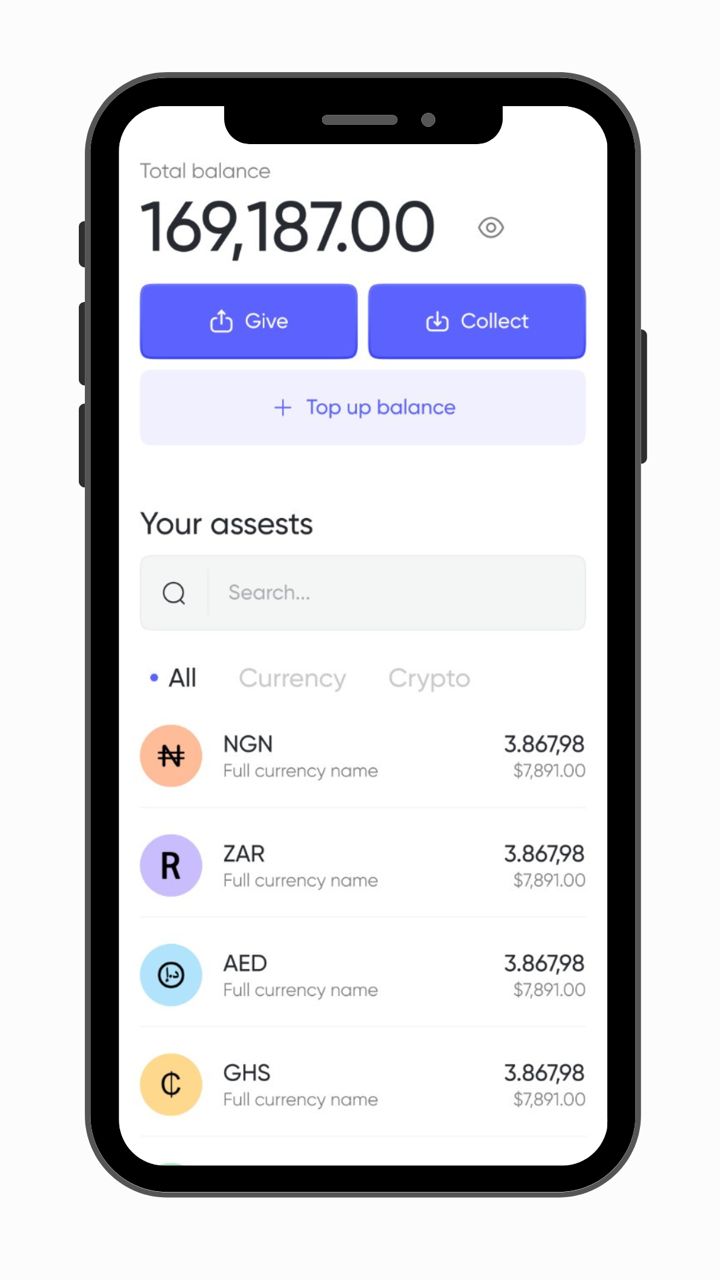 Total balance
169,187.00
Give
Collect
+ Top up balance
Your assests
Search...
All
Currency
Crypto
₦
NGN
3.867,98
Full currency name
$7,891.00
R
ZAR
3.867,98
Full currency name
$7,891.00
د.إ
AED
3.867,98
Full currency name
$7,891.00
₵
GHS
3.867,98
Full currency name
$7,891.00